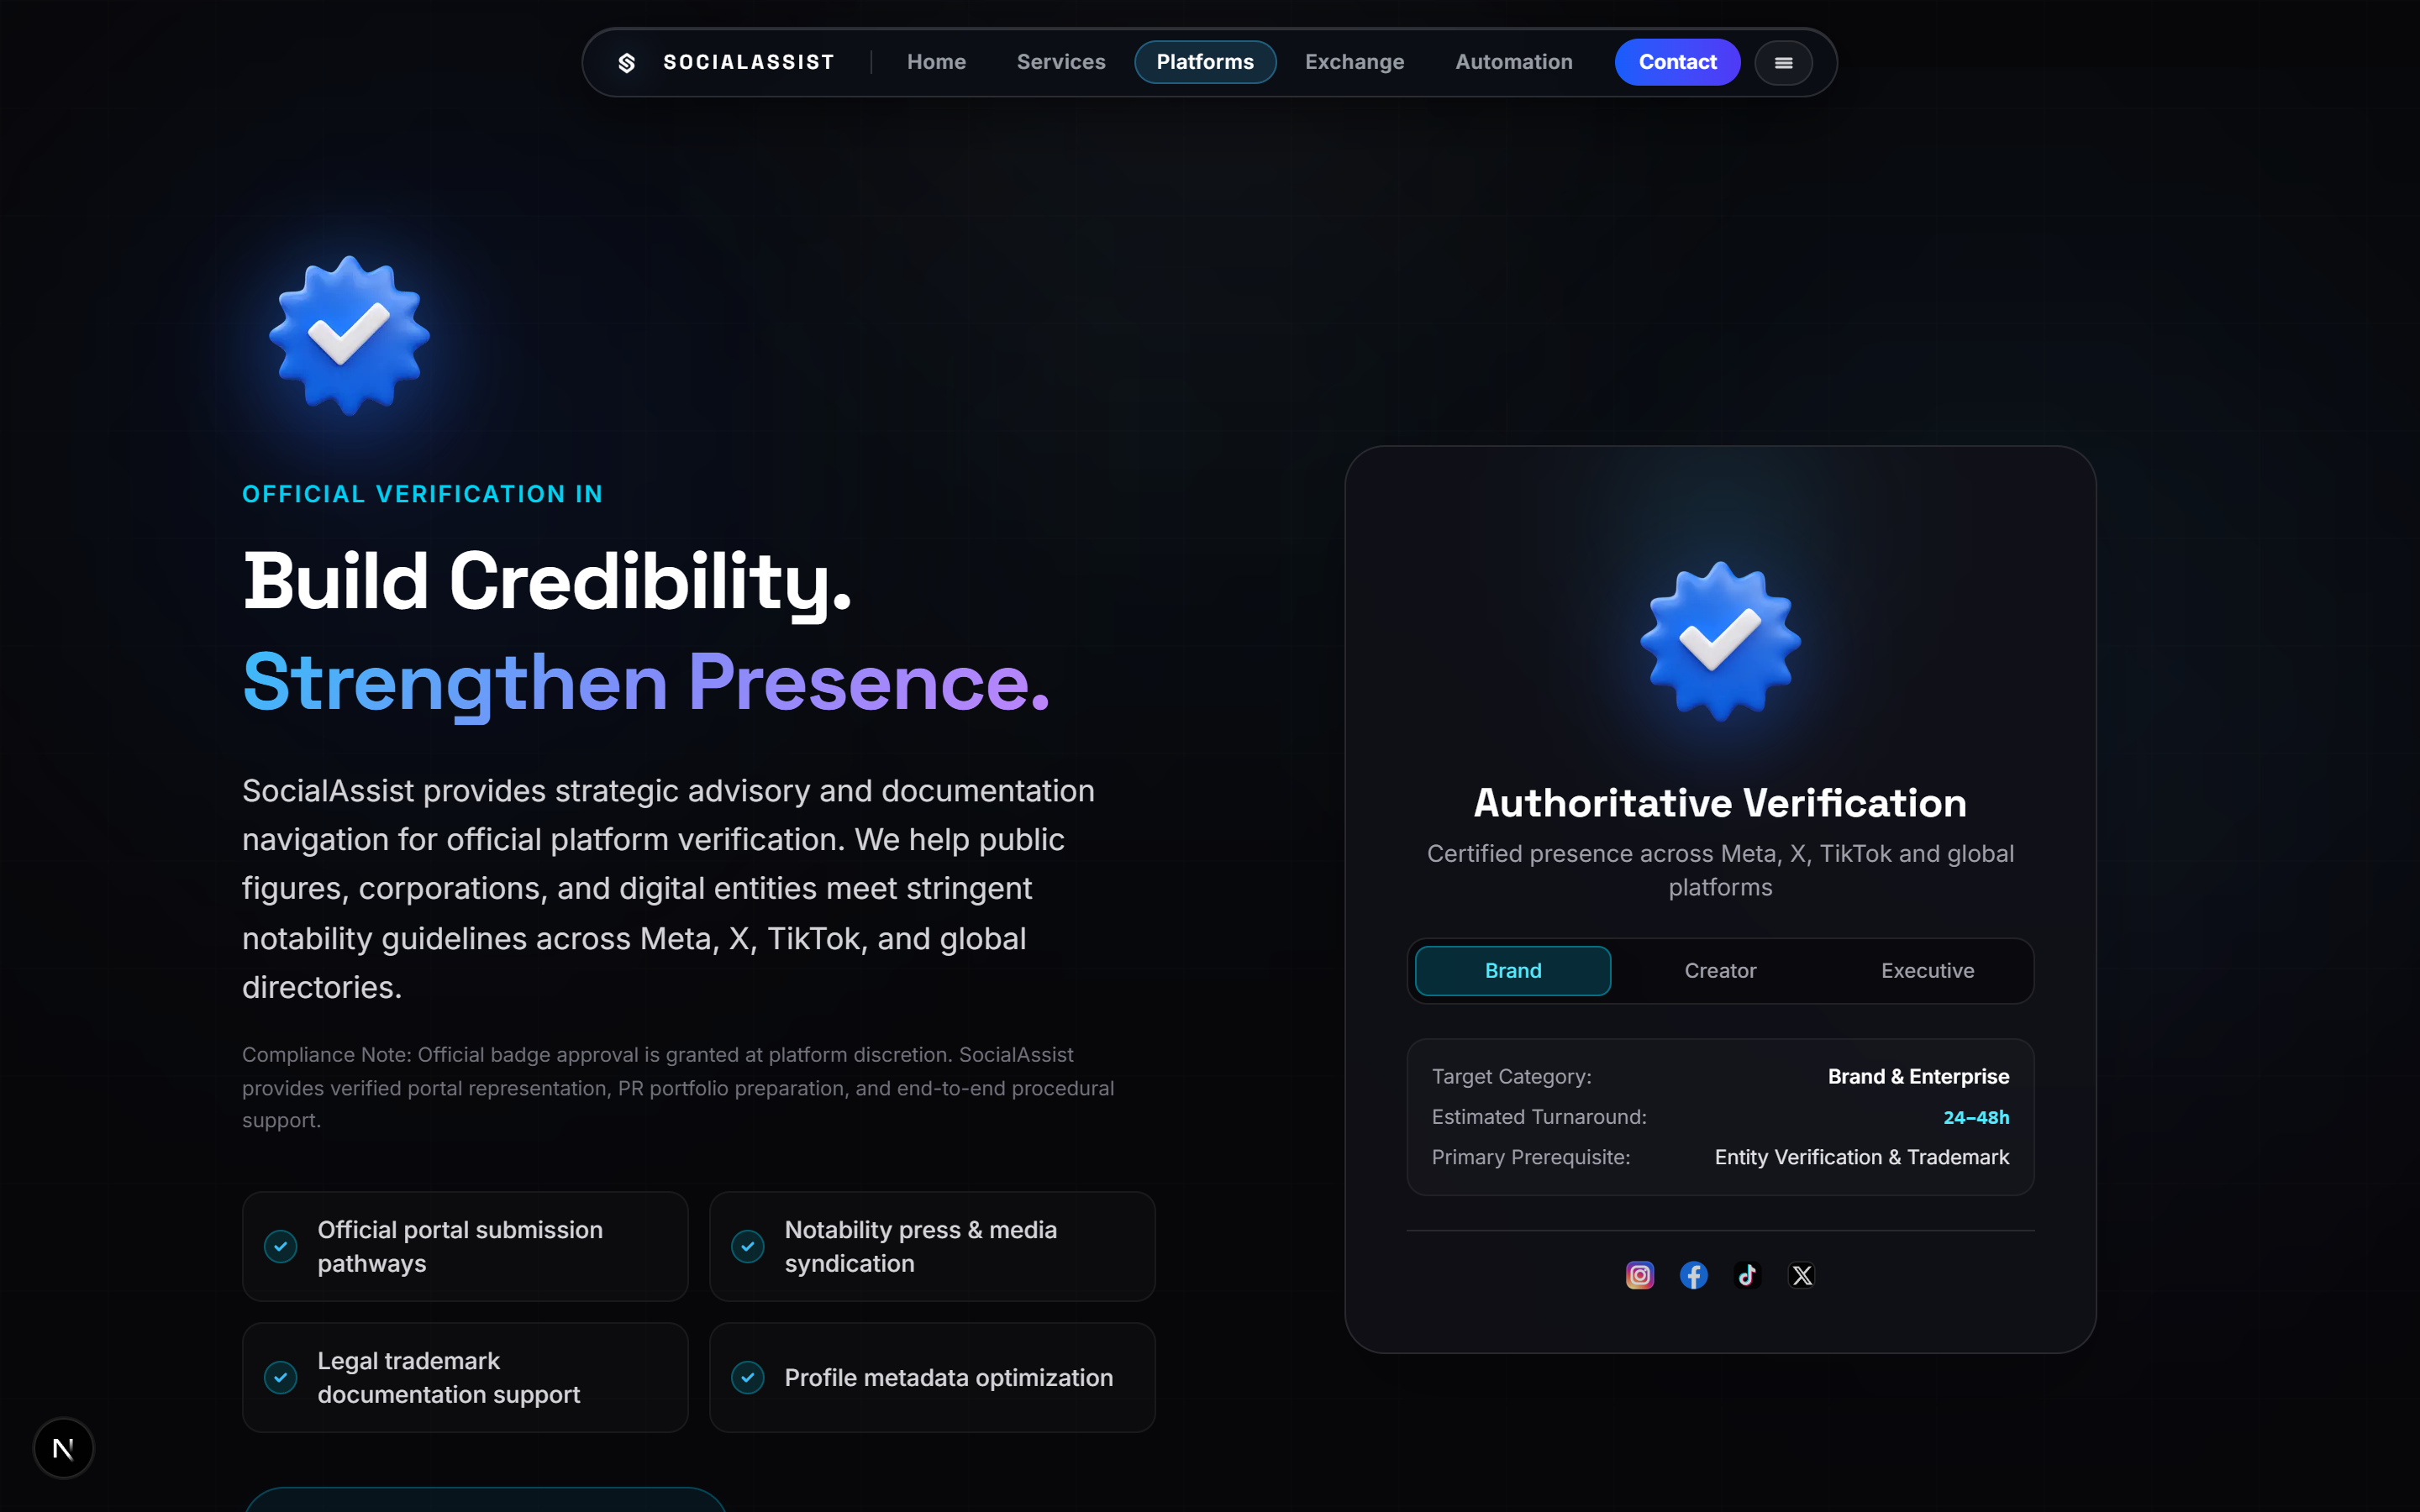 SOCIALASSIST
Home
Services
Platforms
Exchange
Automation
Contact
OFFICIAL VERIFICATION IN
Build Credibility.
Strengthen Presence.
SocialAssist provides strategic advisory and documentation
navigation for official platform verification. We help public
figures, corporations, and digital entities meet stringent
notability guidelines across Meta, X, TikTok, and global
directories.
Compliance Note: Official badge approval is granted at platform discretion. SocialAssist
provides verified portal representation, PR portfolio preparation, and end-to-end procedural
support.
Official portal submission
pathways
Notability press & media
syndication
Legal trademark
documentation support
Profile metadata optimization
Authoritative Verification
Certified presence across Meta, X, TikTok and global
platforms
Brand
Creator
Executive
Target Category:
Brand & Enterprise
Estimated Turnaround:
24–48h
Primary Prerequisite:
Entity Verification & Trademark
N